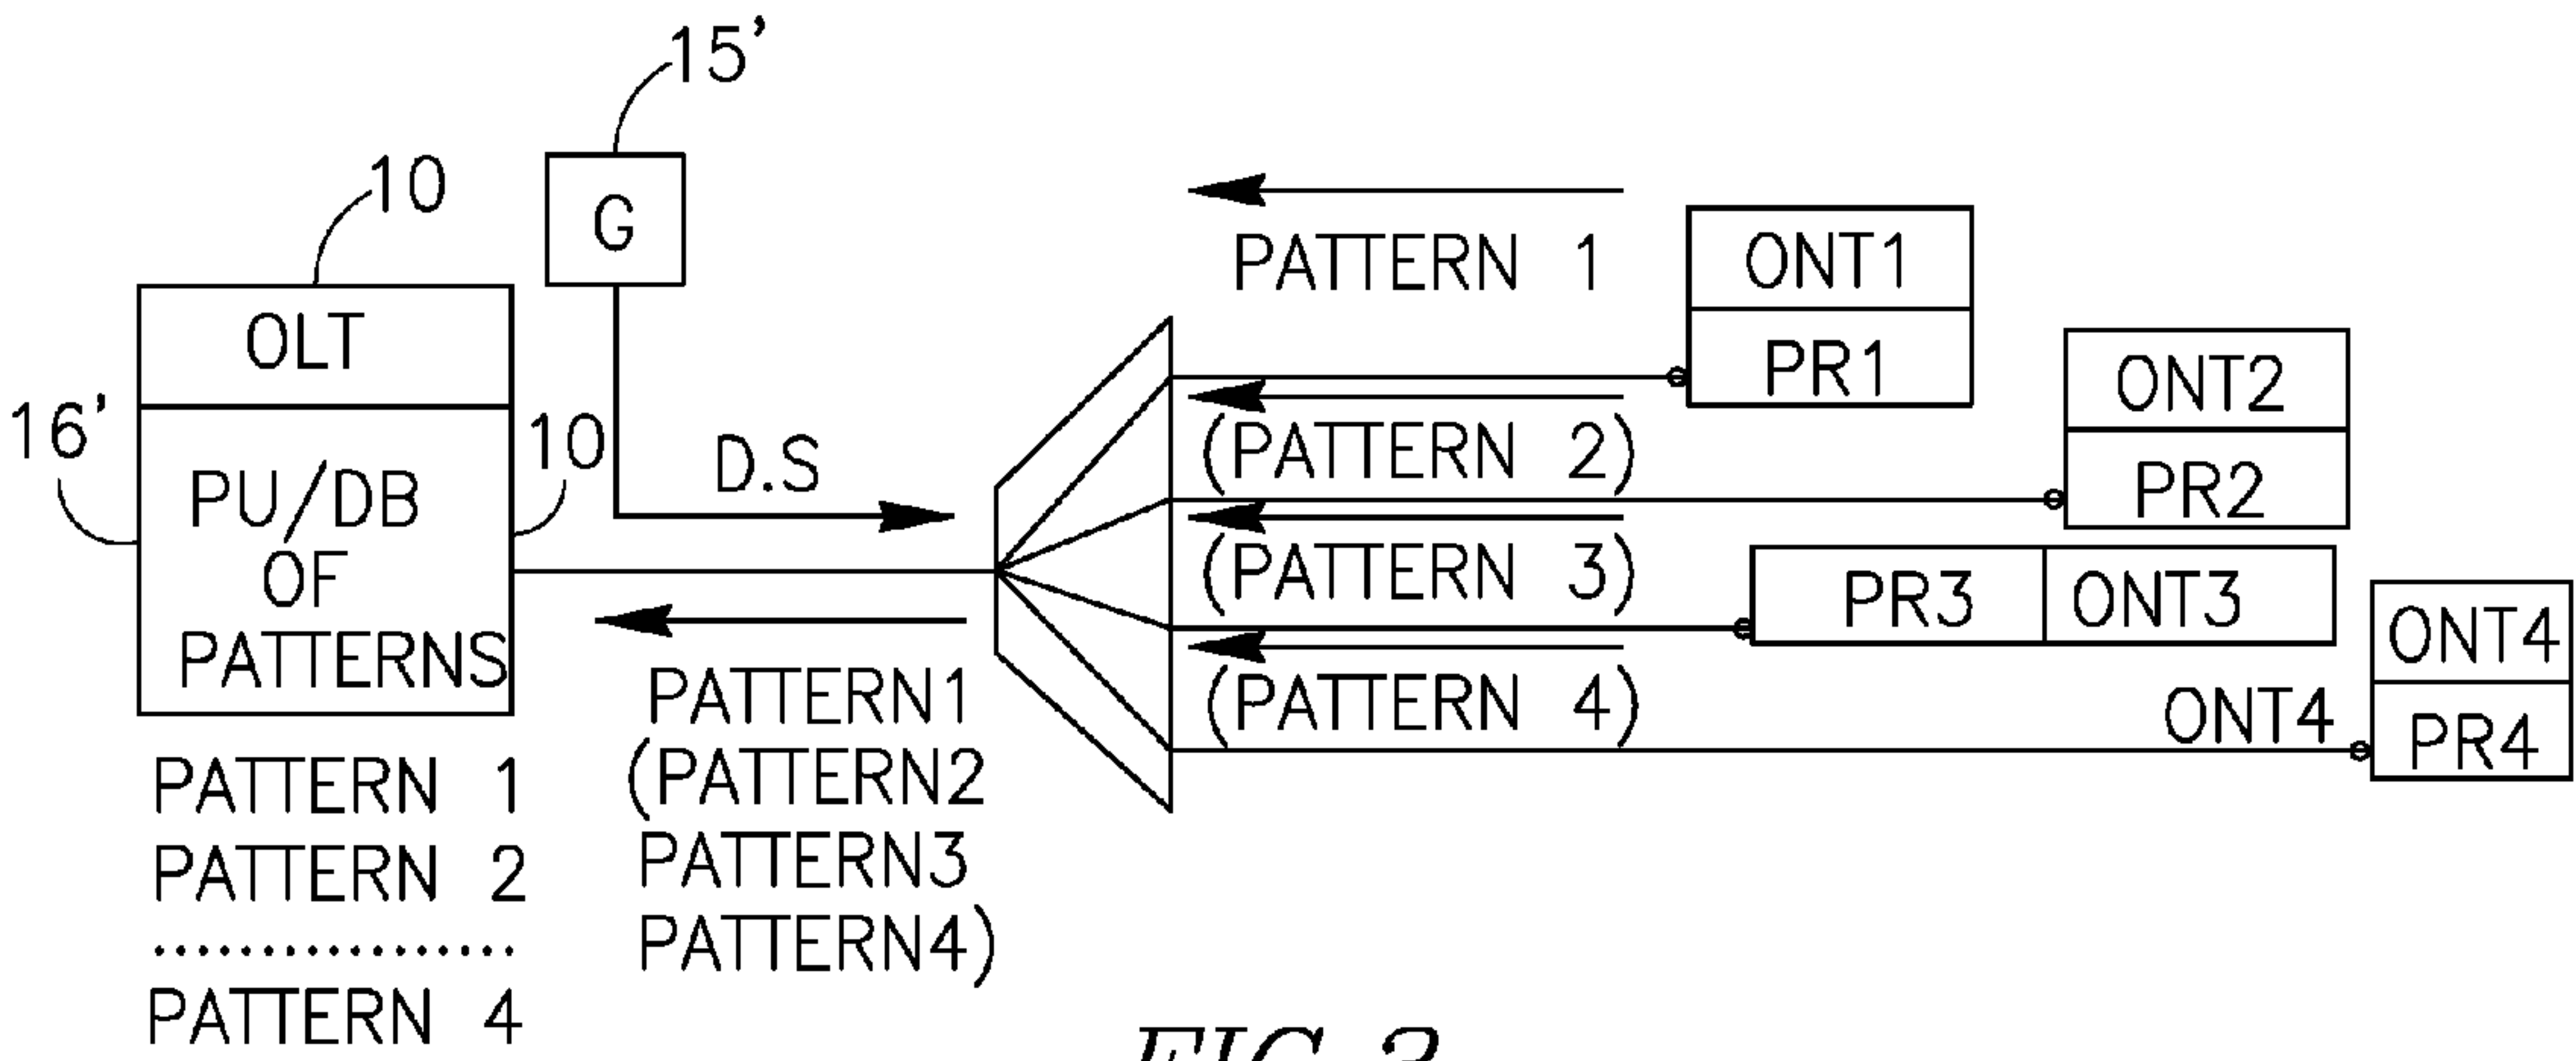 15'
10
G
OLT
16'
PU/DB
OF
PATTERNS
10
D.S
PATTERN 1
PATTERN 2
PATTERN 4
PATTERN1
(PATTERN2
PATTERN3
PATTERN4)
PATTERN 1
(PATTERN 2)
(PATTERN 3)
(PATTERN 4)
ONT1
PR1
ONT2
PR2
PR3 ONT3
ONT4
ONT4
PR4